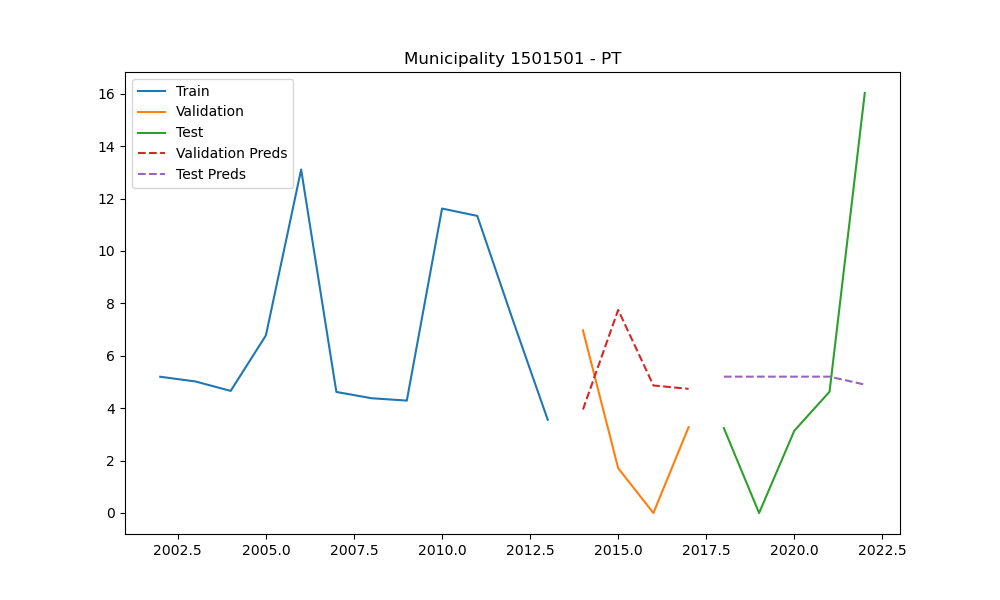 Municipality 1501501 - PT
Train
Validation
Test
Validation Preds
Test Preds
16
14
12
10
8
6
4
2
0
2002.5 2005.0 2007.5 2010.0 2012.5 2015.0 2017.5 2020.0 2022.5